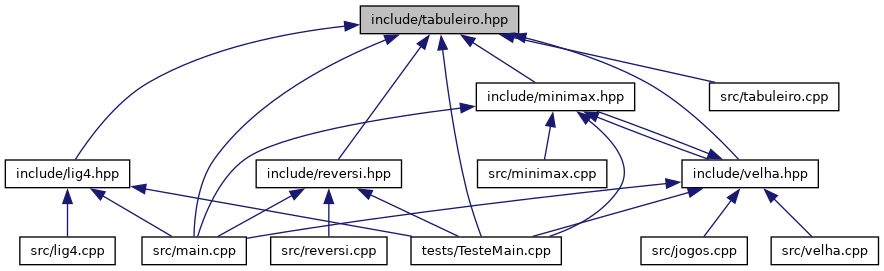 include/tabuleiro.hpp
include/minimax.hpp
src/tabuleiro.cpp
include/lig4.hpp
include/reversi.hpp
src/minimax.cpp
include/velha.hpp
src/lig4.cpp
src/main.cpp
src/reversi.cpp
tests/TesteMain.cpp
src/jogos.cpp
src/velha.cpp